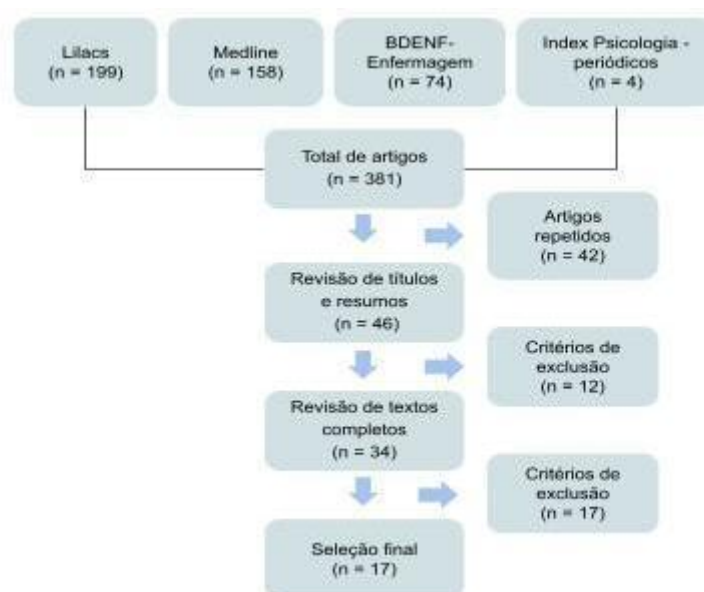 Lilacs
(n = 199)
Medline
(n = 158)
BDENF-
Enfermagem
(n = 74)
Index Psicologia -
periódicos
(n = 4)
Total de artigos
(n = 381)
Artigos
repetidos
(n = 42)
Revisão de títulos
e resumos
(n = 46)
Critérios de
exclusão
(n = 12)
Revisão de textos
completos
(n = 34)
Critérios de
exclusão
(n = 17)
Seleção final
(n = 17)